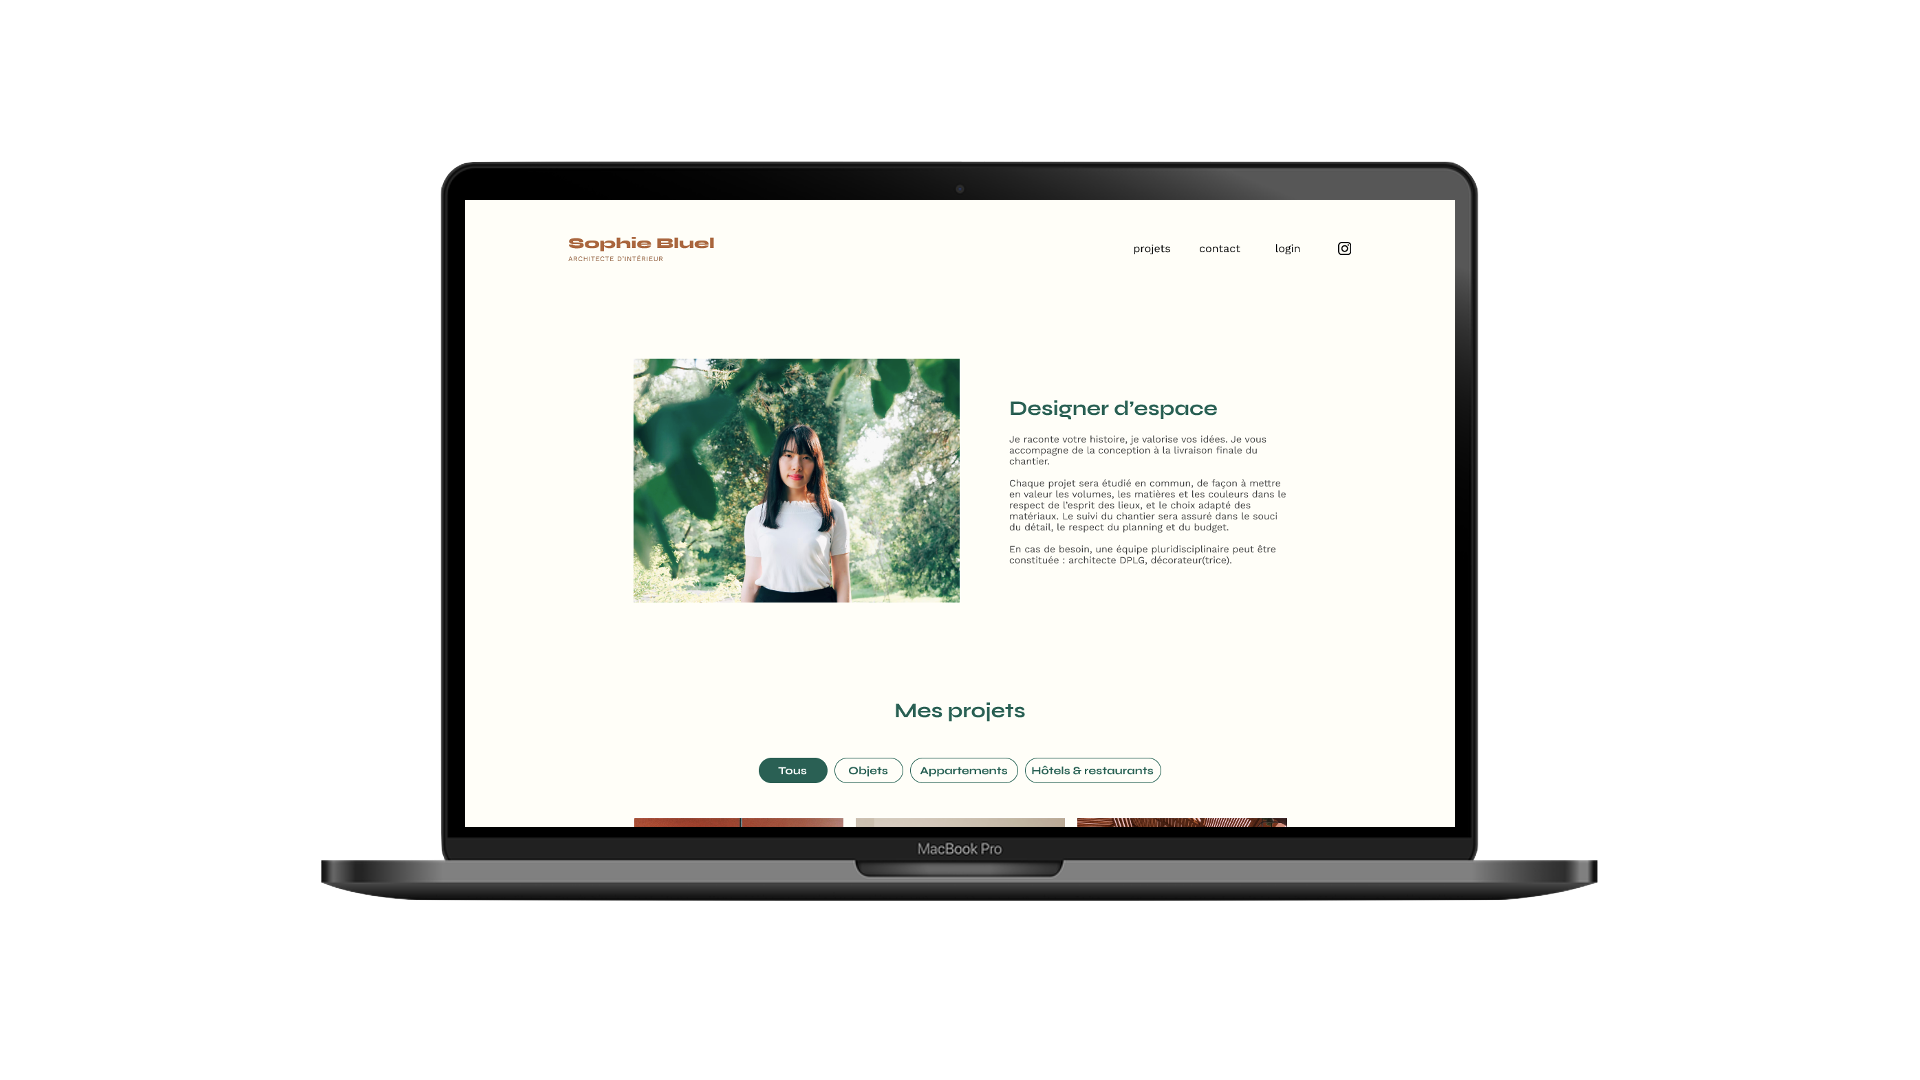 Sophie Bluel
ARCHITECTE D'INTÉRIEUR
projets
contact
login
Designer d'espace
Je raconte votre histoire, je valorise vos idées. Je vous
accompagne de la conception à la livraison finale du
chantier.
Chaque projet sera étudié en commun, de façon à mettre
en valeur les volumes, les matières et les couleurs dans le
respect de l'esprit des lieux, et le choix adapté des
matériaux. Le suivi du chantier sera assuré dans le souci
du détail, le respect du planning et du budget.
En cas de besoin, une équipe pluridisciplinaire peut être
constituée : architecte DPLG, décorateur(trice).
Mes projets
Tous
Objets
Appartements
Hôtels & restaurants
MacBook Pro